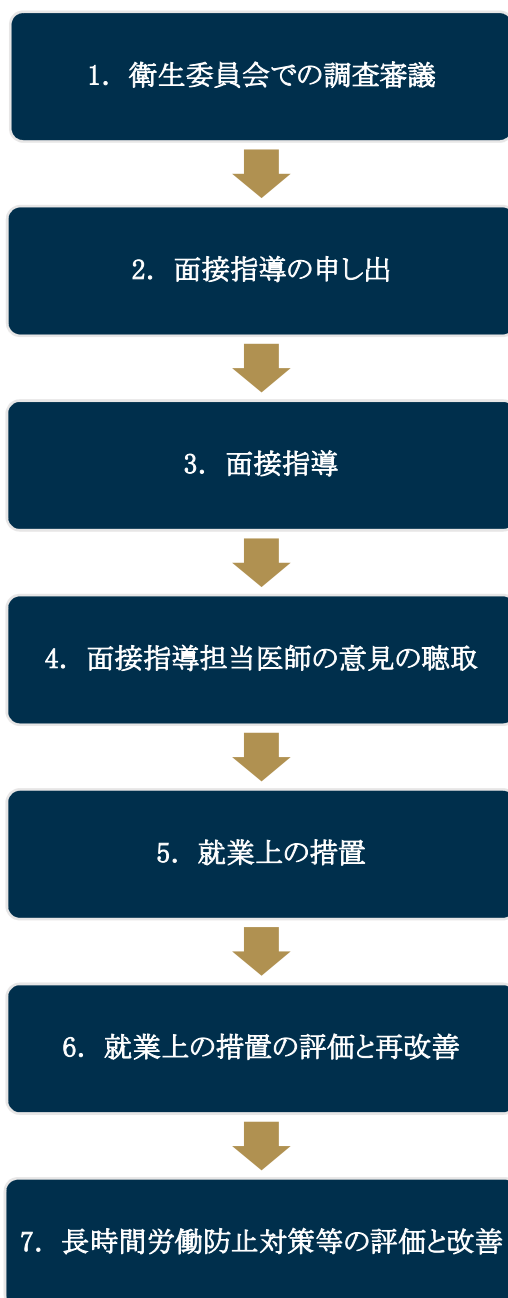 1. 衛生委員会での調査審議
2. 面接指導の申し出
3. 面接指導
4. 面接指導担当医師の意見の聴取
5. 就業上の措置
6. 就業上の措置の評価と再改善
7. 長時間労働防止対策等の評価と改善